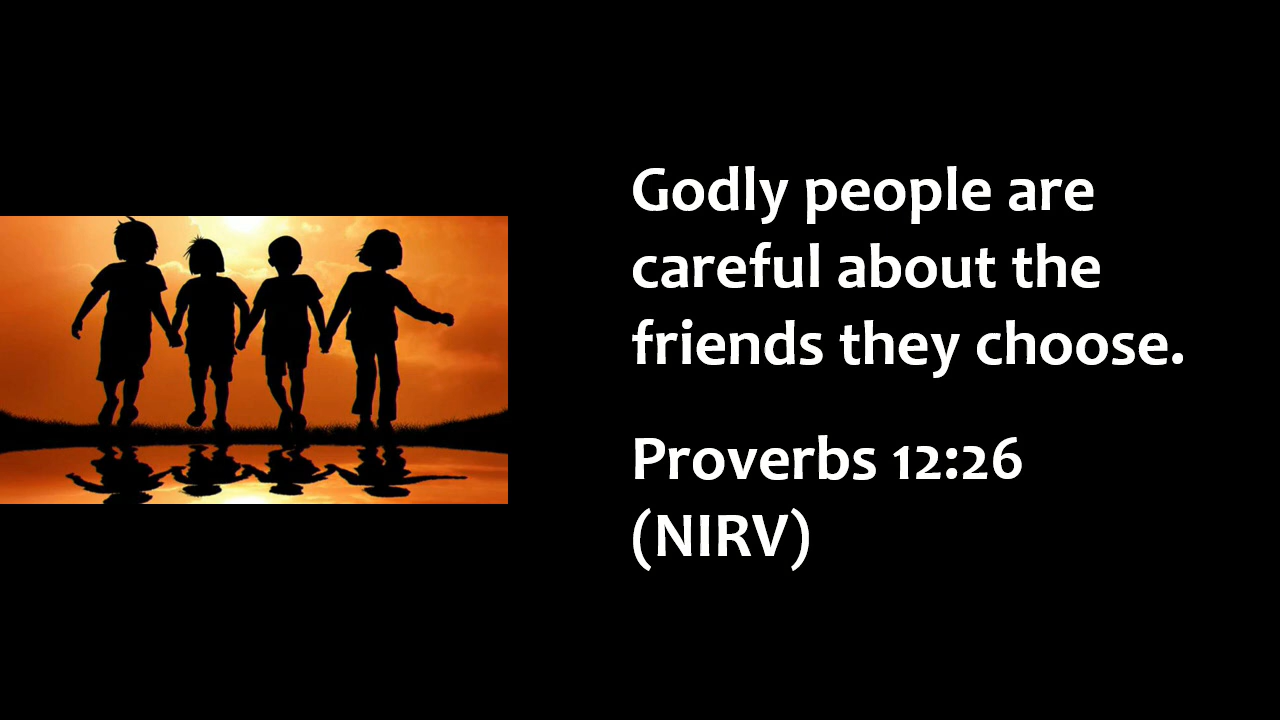 Godly people are
careful about the
friends they choose.
Proverbs 12:26
(NIRV)